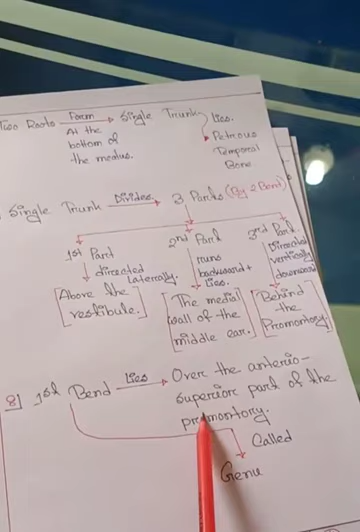 Two Roots Form Single Trunk Lies.
At the bottom of the meatus.
Petrous Temporal Bone
Single Trunk Divides 3 Parts (By 2 Bent)
1st Part 2nd Part 3rd Part
directed laterally.
runs backward + Lies.
Directed vertically downward
[Above the vestibule.]
[The medial wall of the middle ear.]
[Behind the Promontory]
8] 1st Bend Lies Over the anterio-
superior part of the
promontory.
Called
Genu